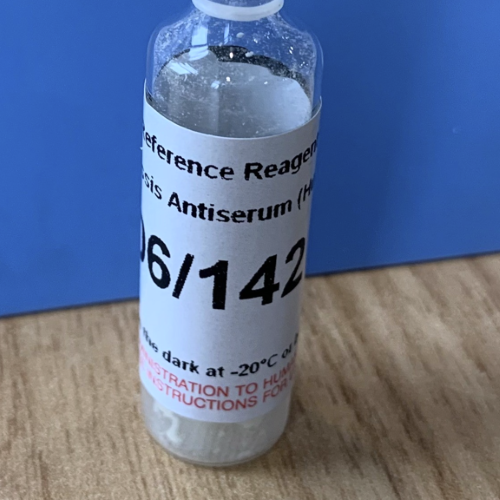 eference Reagen
sis Antiserum (H
06/142
the dark at -20°C or
NISTRATION TO HUM
INSTRUCTIONS FOR